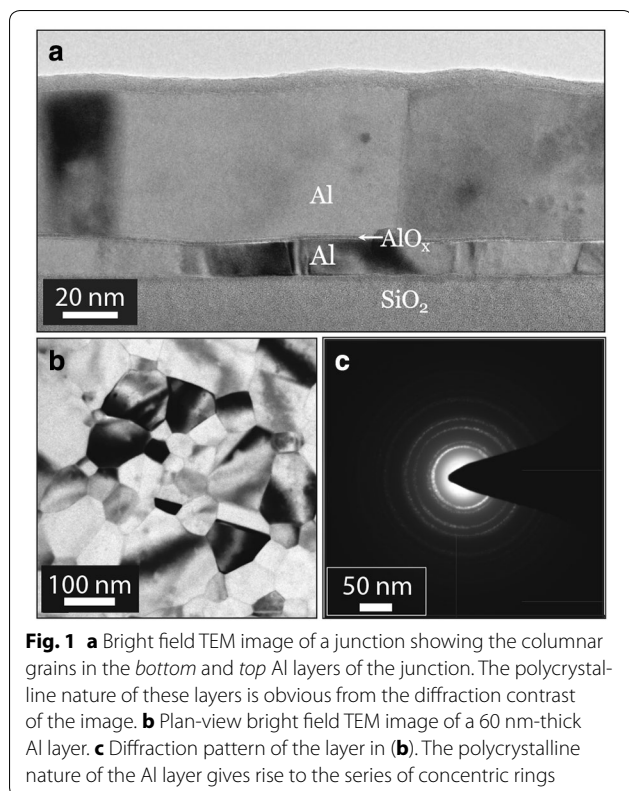 a
Al
AlOx
Al
20 nm
SiO2
b
c
100 nm
50 nm
Fig. 1 a Bright field TEM image of a junction showing the columnar
grains in the bottom and top Al layers of the junction. The polycrystal-
line nature of these layers is obvious from the diffraction contrast
of the image. b Plan-view bright field TEM image of a 60 nm-thick
Al layer. c Diffraction pattern of the layer in (b). The polycrystalline
nature of the Al layer gives rise to the series of concentric rings